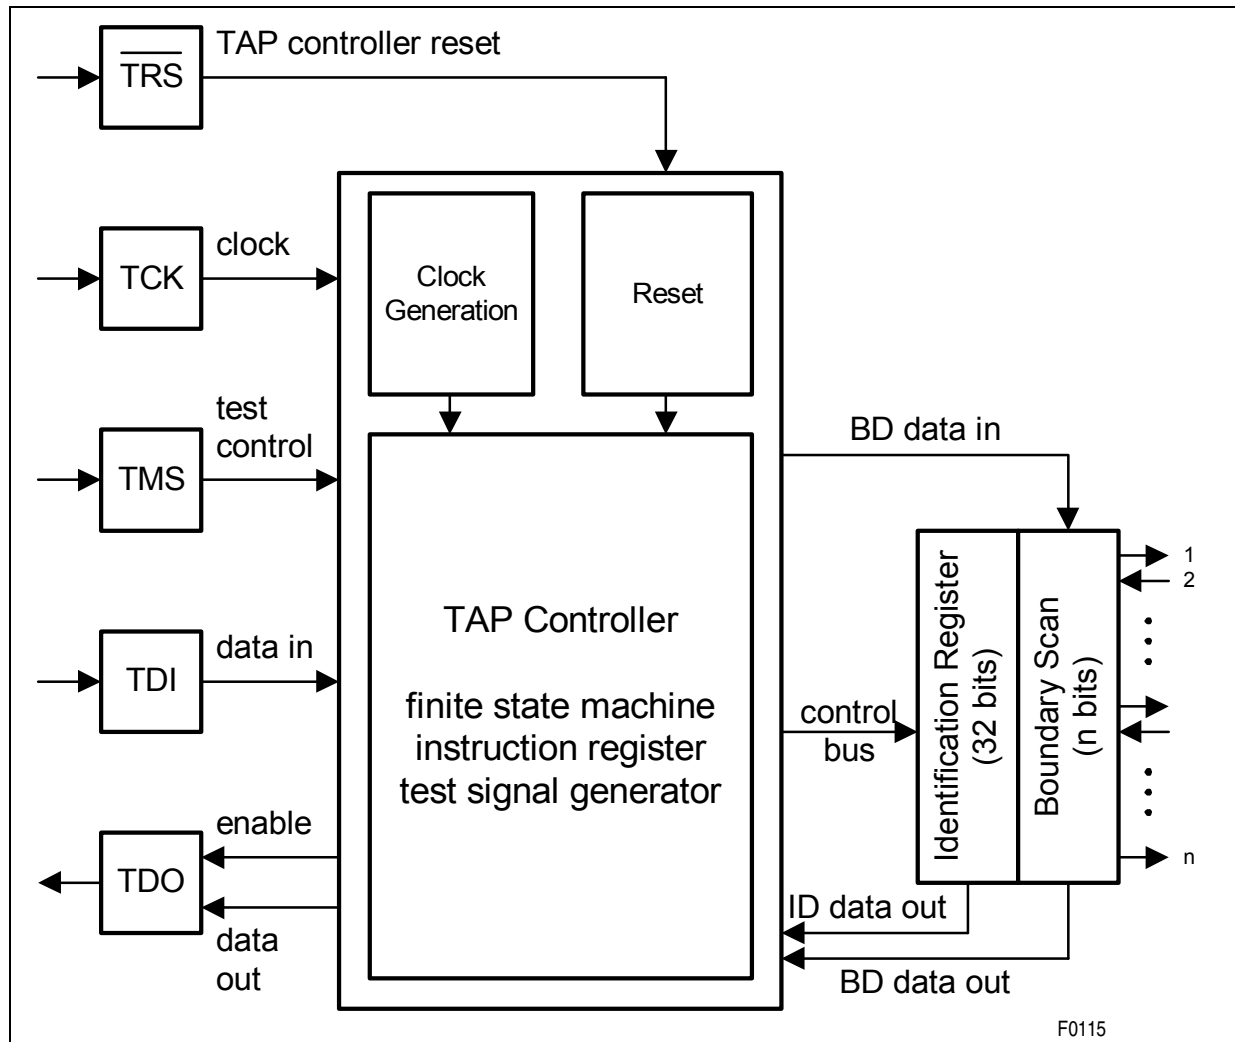 TRS
TAP controller reset
TCK
clock
Clock
Generation
Reset
TMS
test
control
BD data in
TDI
data in
TAP Controller
finite state machine
instruction register
test signal generator
control
bus
Identification Register
(32 bits)
Boundary Scan
(n bits)
1
2
n
TDO
enable
data
out
ID data out
BD data out
F0115